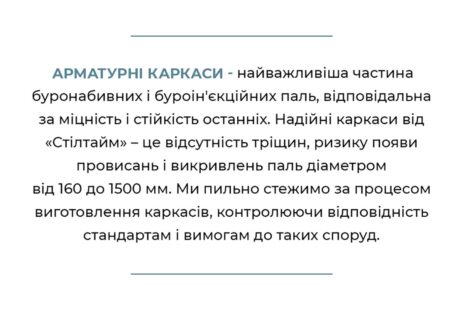 АРМАТУРНІ КАРКАСИ - найважливіша частина
буронабивних і буроін'єкційних паль, відповідальна
за міцність і стійкість останніх. Надійні каркаси від
«Стілтайм» – це відсутність тріщин, ризику появи
провисань і викривлень паль діаметром
від 160 до 1500 мм. Ми пильно стежимо за процесом
виготовлення каркасів, контролюючи відповідність
стандартам і вимогам до таких споруд.